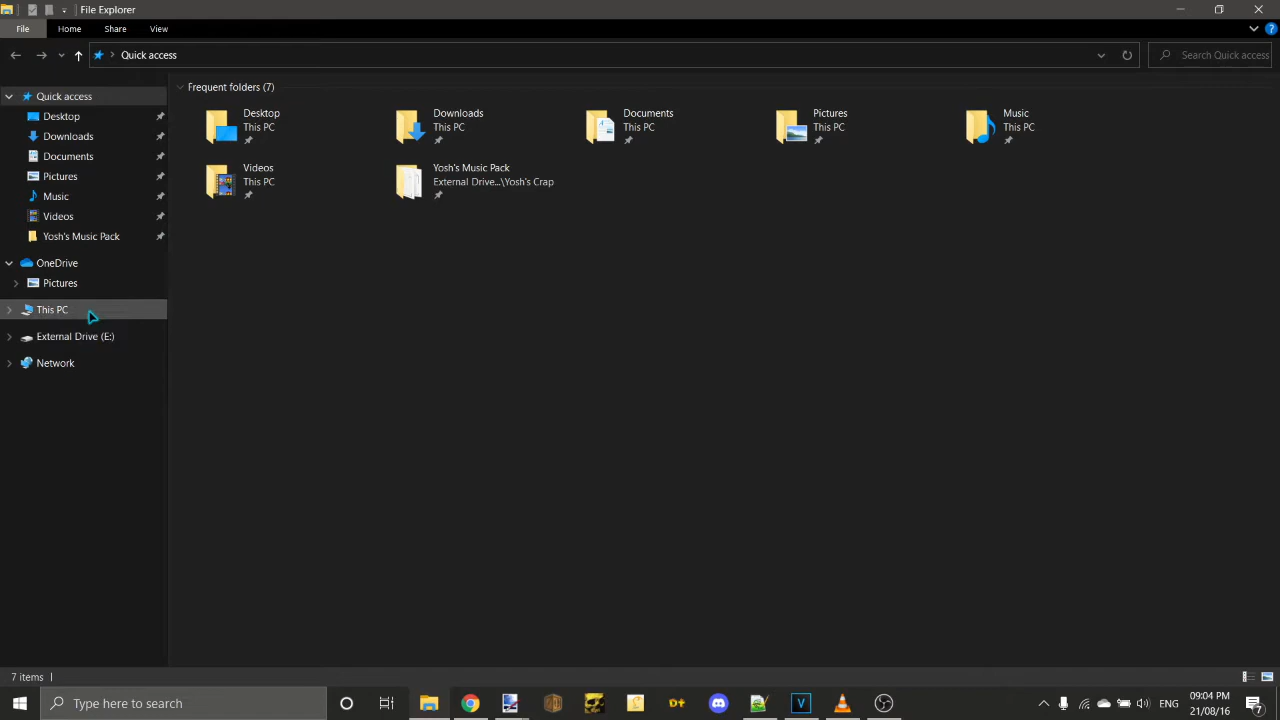 File Explorer
File Home Share View
Quick access
Search Quick access
Quick access
Desktop
Downloads
Documents
Pictures
Music
Videos
Yosh's Music Pack
OneDrive
Pictures
This PC
External Drive (E:)
Network
Frequent folders (7)
Desktop
This PC
Downloads
This PC
Documents
This PC
Pictures
This PC
Music
This PC
Videos
This PC
Yosh's Music Pack
External Drive...\Yosh's Crap
7 items
Type here to search
D+
V
ENG
09:04 PM
21/08/16
7